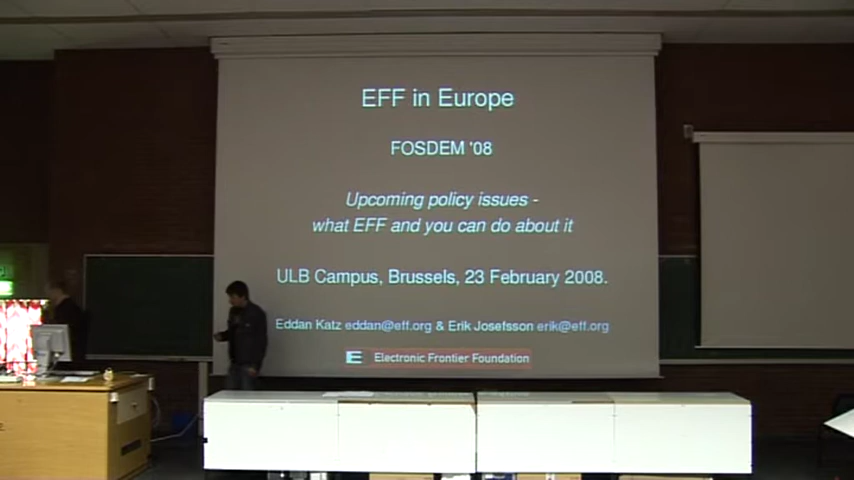 EFF in Europe
FOSDEM '08
Upcoming policy issues -
what EFF and you can do about it
ULB Campus, Brussels, 23 February 2008.
Eddan Katz eddan@eff.org & Erik Josefsson erik@eff.org
E Electronic Frontier Foundation